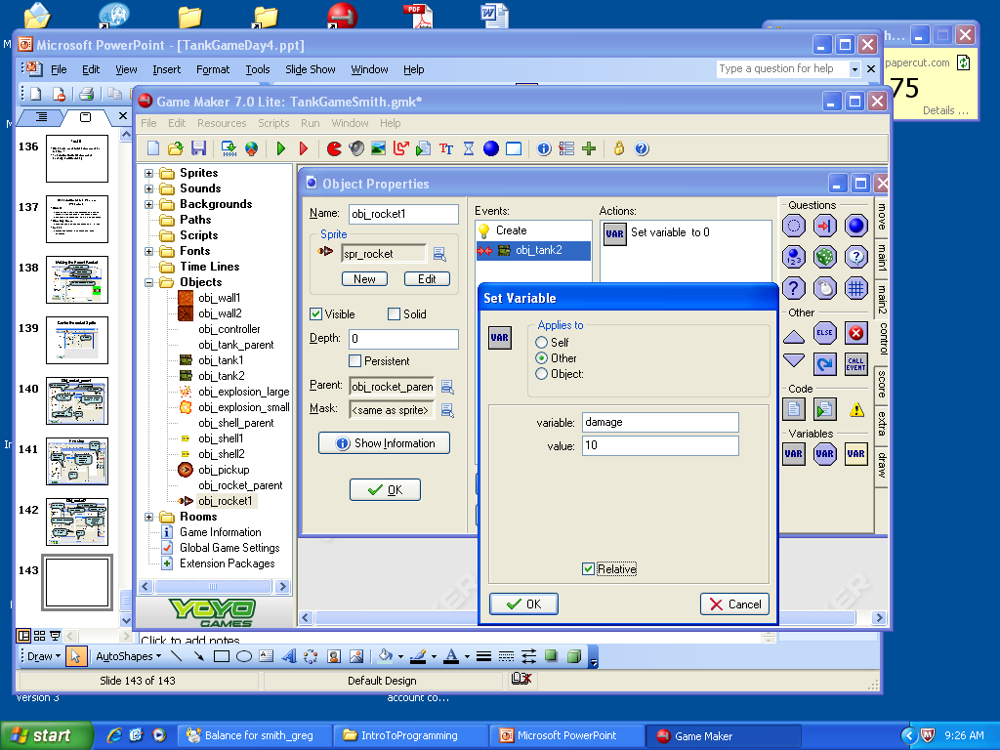 Microsoft PowerPoint - [TankGameDay4.ppt]
File Edit View Insert Format Tools Slide Show Window Help
Type a question for help
papercut.com
75
Details ...
Game Maker 7.0 Lite: TankGameSmith.gmk*
File Edit Resources Scripts Run Window Help
136
137
138
139
140
141
142
143
Sprites
Sounds
Backgrounds
Paths
Scripts
Fonts
Time Lines
Objects
obj_wall1
obj_wall2
obj_controller
obj_tank_parent
obj_tank1
obj_tank2
obj_explosion_large
obj_explosion_small
obj_shell_parent
obj_shell1
obj_shell2
obj_pickup
obj_rocket_parent
obj_rocket1
Rooms
Game Information
Global Game Settings
Extension Packages
YOYO
GAMES
Object Properties
Name: obj_rocket1
Sprite
spr_rocket
New Edit
Visible Solid
Depth: 0
Persistent
Parent: obj_rocket_paren
Mask: <same as sprite>
Show Information
OK
Events:
Create
obj_tank2
Actions:
VAR Set variable to 0
Set Variable
VAR
Applies to
Self
Other
Object:
variable: damage
value: 10
Relative
OK Cancel
Questions
Other
ELSE
CALL EVENT
Code
Variables
VAR VAR VAR
move
main1
main2
control
score
extra
draw
Click to add notes
Draw AutoShapes
Slide 143 of 143 Default Design
Version 3
account co...
start
Balance for smith_greg
IntroToProgramming
Microsoft PowerPoint
Game Maker
9:26 AM